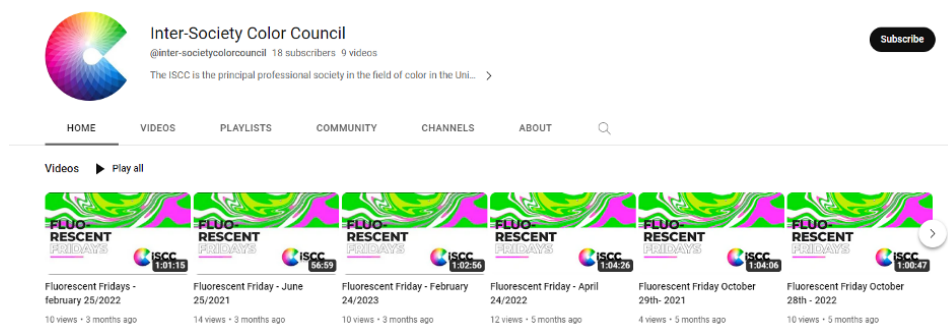 Inter-Society Color Council
@inter-societycolorcouncil 18 subscribers 9 videos
Subscribe
The ISCC is the principal professional society in the field of color in the Uni...
HOME VIDEOS PLAYLISTS COMMUNITY CHANNELS ABOUT
Videos Play all
FLUO-
RESCENT
FRIDAYS
iscc
1:01:15
FLUO-
RESCENT
FRIDAYS
iscc
56:59
FLUO-
RESCENT
FRIDAYS
iscc
1:02:56
FLUO-
RESCENT
FRIDAYS
iscc
1:04:26
FLUO-
RESCENT
FRIDAYS
iscc
1:04:06
FLUO-
RESCENT
FRIDAYS
iscc
1:00:47
Fluorescent Fridays -
february 25/2022
10 views • 3 months ago
Fluorescent Friday - June
25/2021
14 views • 3 months ago
Fluorescent Friday - February
24/2023
10 views • 3 months ago
Fluorescent Friday - April
24/2022
12 views • 5 months ago
Fluorescent Friday October
29th- 2021
4 views • 5 months ago
Fluorescent Friday October
28th - 2022
10 views • 5 months ago